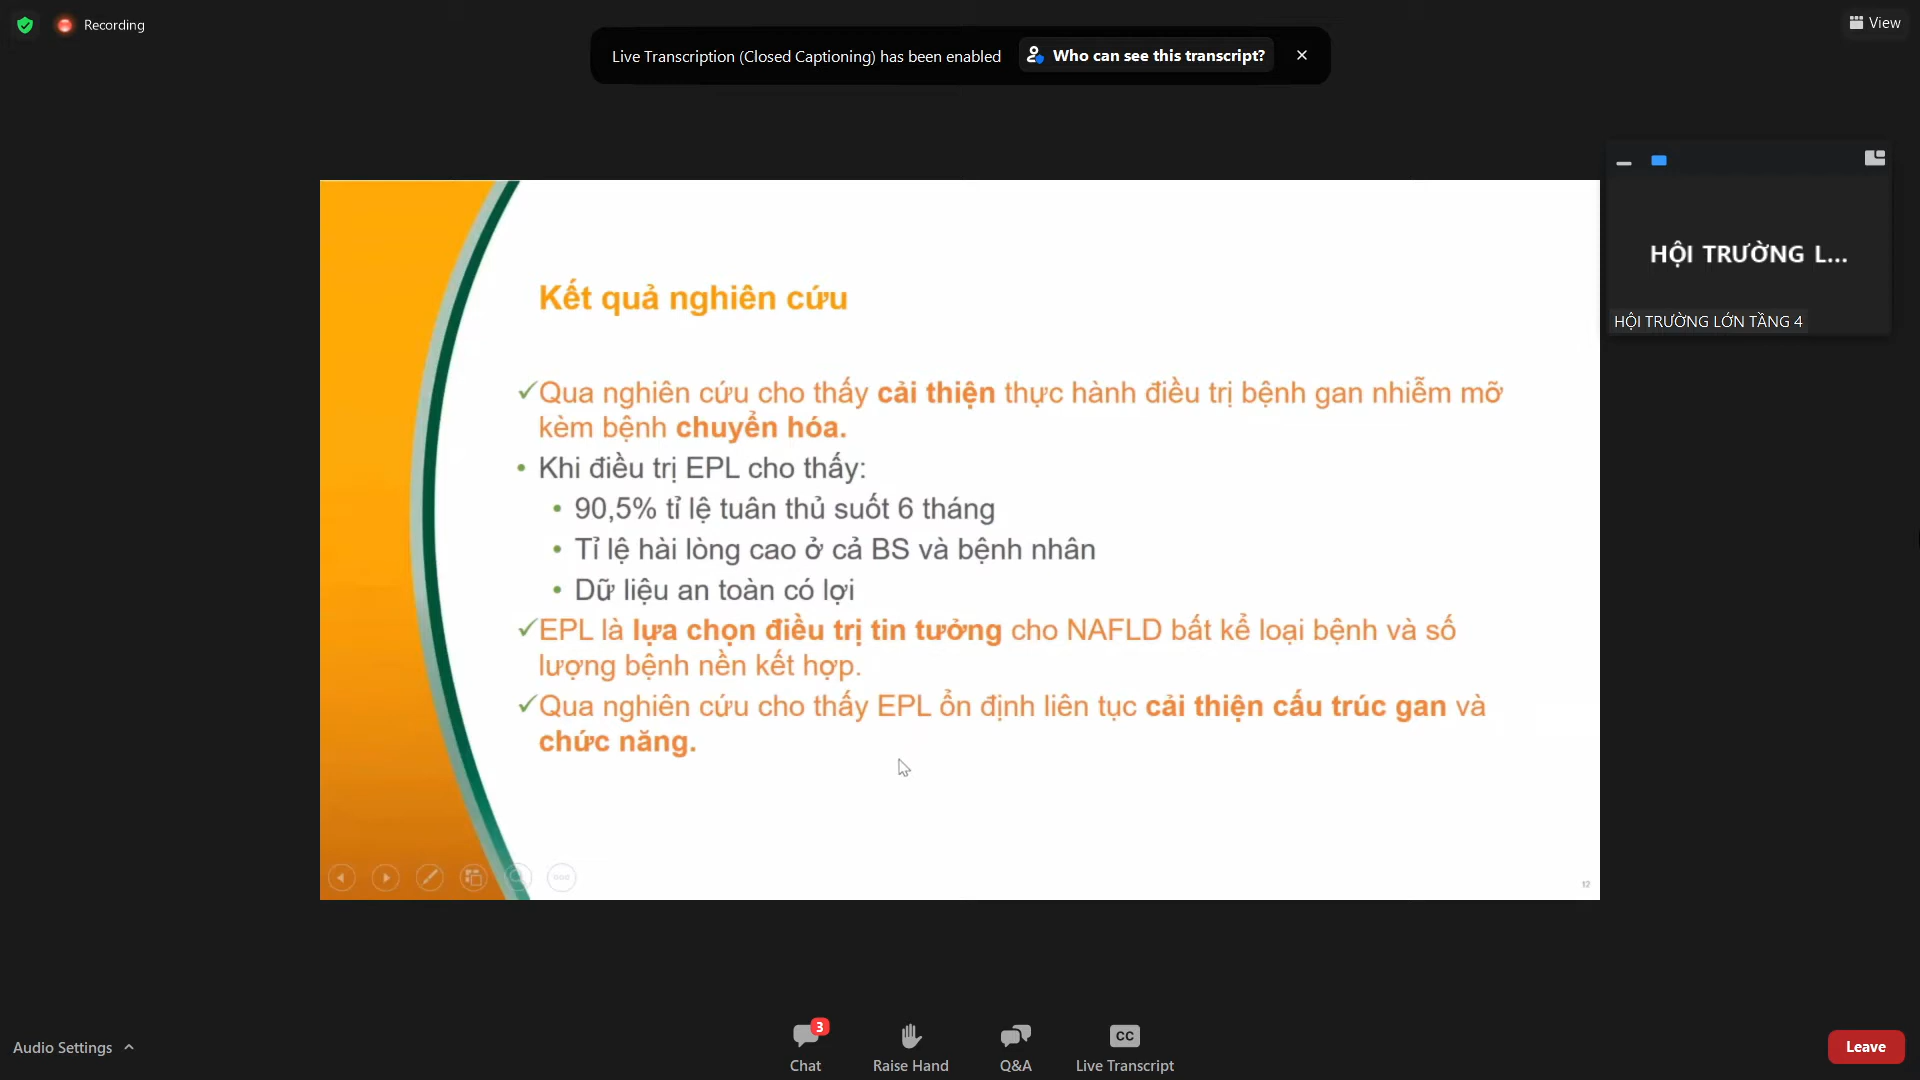 Recording
Live Transcription (Closed Captioning) has been enabled
Who can see this transcript?
View
HỘI TRƯỜNG L...
HỘI TRƯỜNG LỚN TẦNG 4
Kết quả nghiên cứu
✓Qua nghiên cứu cho thấy cải thiện thực hành điều trị bệnh gan nhiễm mỡ
kèm bệnh chuyển hóa.
• Khi điều trị EPL cho thấy:
• 90,5% tỉ lệ tuân thủ suốt 6 tháng
• Tỉ lệ hài lòng cao ở cả BS và bệnh nhân
• Dữ liệu an toàn có lợi
✓EPL là lựa chọn điều trị tin tưởng cho NAFLD bất kể loại bệnh và số
lượng bệnh nền kết hợp.
✓Qua nghiên cứu cho thấy EPL ổn định liên tục cải thiện cấu trúc gan và
chức năng.
12
Audio Settings
3
Chat
Raise Hand
Q&A
CC
Live Transcript
Leave